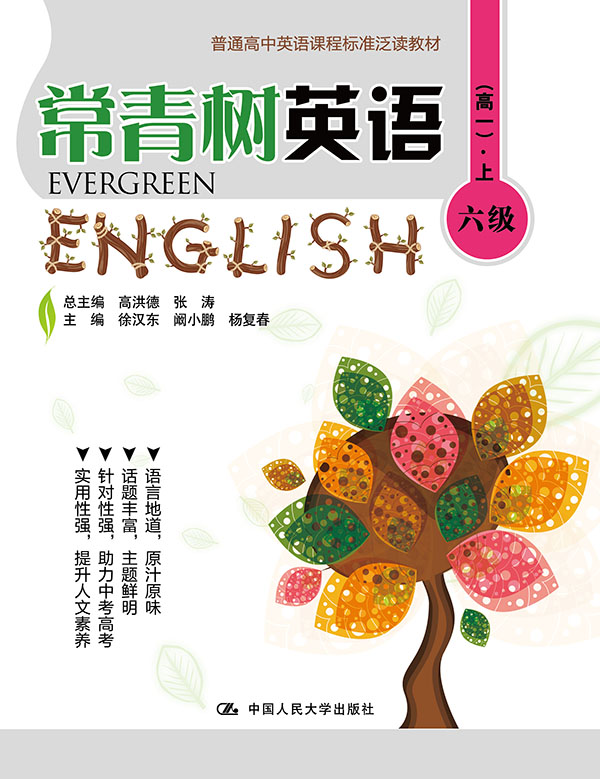 普通高中英语课程标准泛读教材
常青树英语
EVERGREEN
ENGLISH
（高一）·上
六级
总主编 高洪德 张涛
主编 徐汉东 阚小鹏 杨复春
语言地道，原汁原味
话题丰富，主题鲜明
针对性强，助力中考高考
实用性强，提升人文素养
中国人民大学出版社